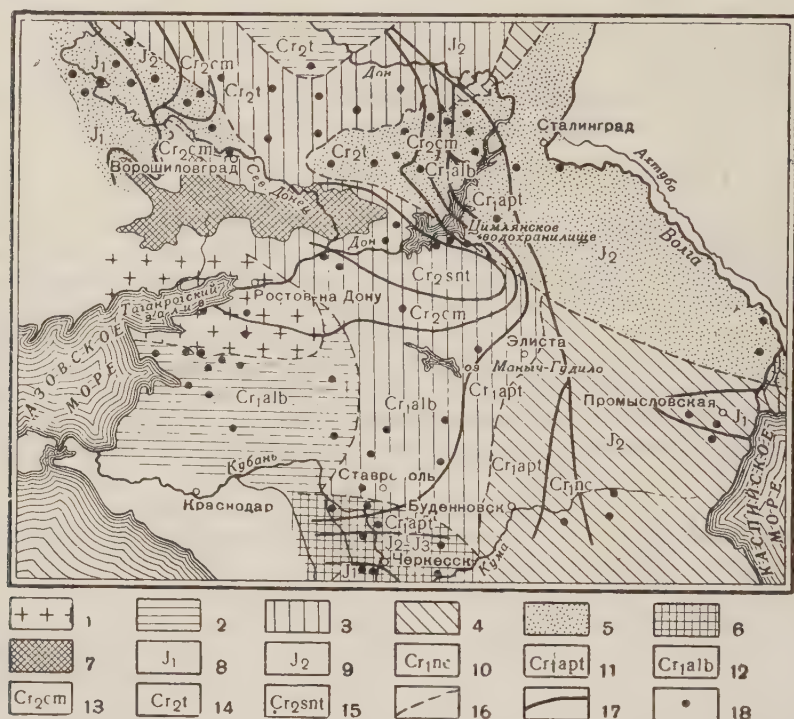 J₁
J₂
Cr₂cm
Cr₂t
Cr₂t
Дон
J₂
J₁
Cr₂cm
Ворошиловград
Сев. Донец
Cr₂t
Cr₂cm
Cr₁alb
Cr₁apt
Сталинград
Ахтуба
Волга
Цимлянское
водохранилище
J₂
Дон
Таганрогский
залив
Ростов-на Дону
Cr₂snt
Cr₂cm
АЗОВСКОЕ
МОРЕ
Элиста
оз Маныч-Гудило
Cr₁apt
Промысловская
J₁
Cr₁alb
Cr₁alb
J₂
Кубань
Ставрополь
Cr₁apt
Cr₁nc
Краснодар
Буденновск
Cr₁apt
J₂-J₃
J₁
Черкесск
Кума
КАСПИЙСКОЕ
МОРЕ
1 2 3 4 5 6
7 J₁ 8 J₂ 9 Cr₁nc 10 Cr₁apt 11 Cr₁alb 12
Cr₂cm 13 Cr₂t 14 Cr₂snt 15 16 17 18